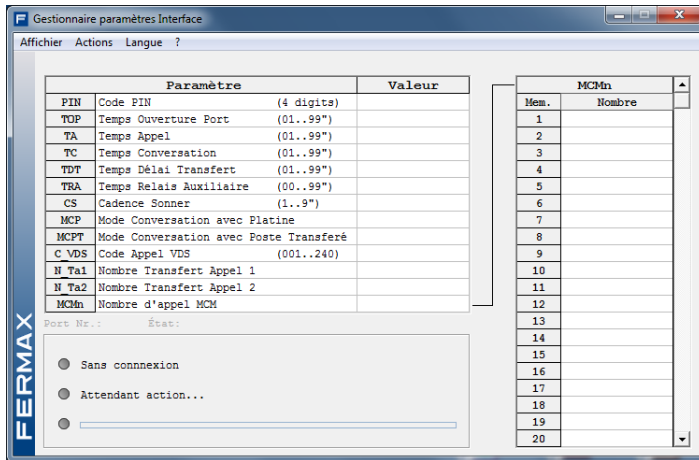 F Gestionnaire paramètres Interface
Afficher Actions Langue ?
Paramètre Valeur
PIN Code PIN (4 digits)
TOP Temps Ouverture Port (01..99")
TA Temps Appel (01..99")
TC Temps Conversation (01..99")
TDT Temps Délai Transfert (01..99")
TRA Temps Relais Auxiliaire (00..99")
CS Cadence Sonner (1..9")
MCP Mode Conversation avec Platine
MCPT Mode Conversation avec Poste Transferé
C_VDS Code Appel VDS (001..240)
N_Ta1 Nombre Transfert Appel 1
N_Ta2 Nombre Transfert Appel 2
MCMn Nombre d'appel MCM
Port Nr.: État:
Sans connnexion
Attendant action...
FERMAX
MCMn
Mem. Nombre
1
2
3
4
5
6
7
8
9
10
11
12
13
14
15
16
17
18
19
20